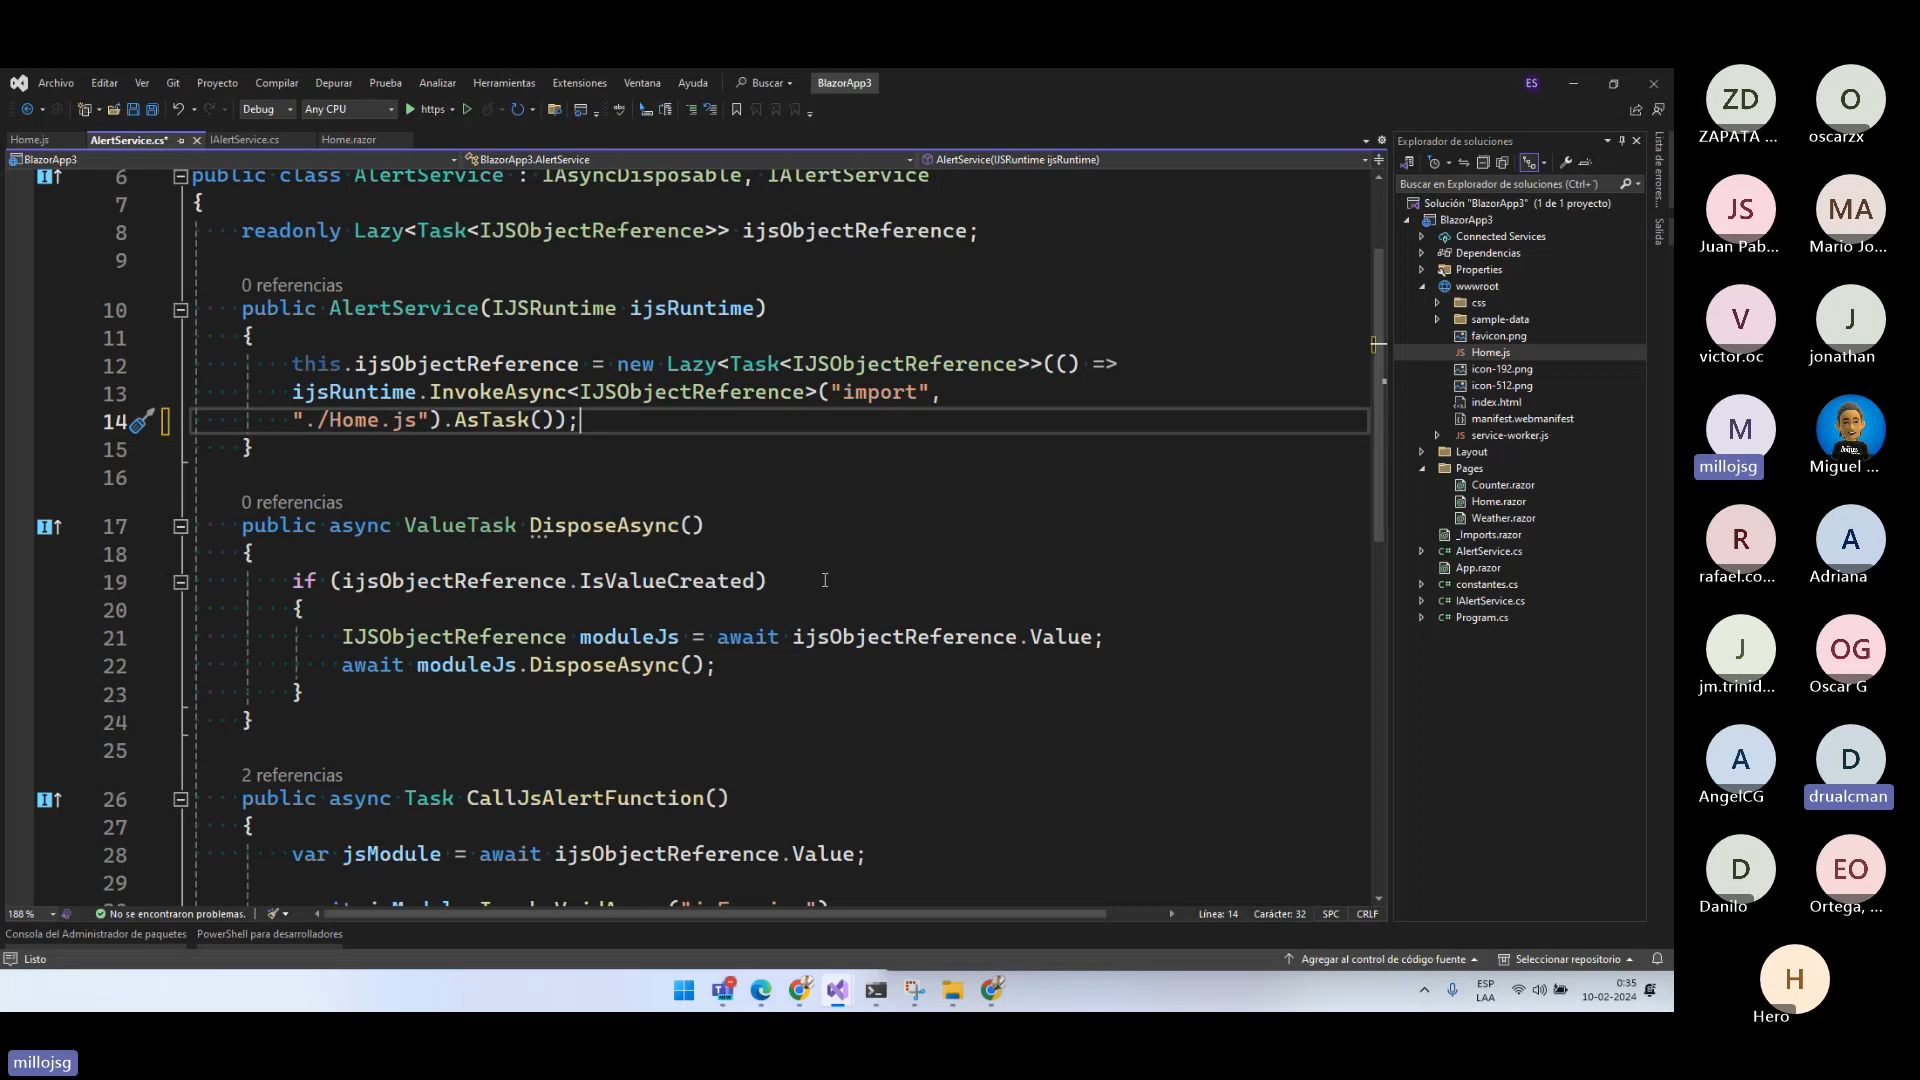 Archivo Editar Ver Git Proyecto Compilar Depurar Prueba Analizar Herramientas Extensiones Ventana Ayuda Buscar BlazorApp3 ES
Debug Any CPU https
Home.js AlertService.cs* IAlertService.cs Home.razor
BlazorApp3 BlazorApp3.AlertService AlertService(IJSRuntime ijsRuntime)
6 public class AlertService : IAsyncDisposable, IAlertService
7 {
8 readonly Lazy<Task<IJSObjectReference>> ijsObjectReference;
9
0 referencias
10 public AlertService(IJSRuntime ijsRuntime)
11 {
12 this.ijsObjectReference = new Lazy<Task<IJSObjectReference>>(() =>
13 ijsRuntime.InvokeAsync<IJSObjectReference>("import",
14 "./Home.js").AsTask());
15 }
16
0 referencias
17 public async ValueTask DisposeAsync()
18 {
19 if (ijsObjectReference.IsValueCreated)
20 {
21 IJSObjectReference moduleJs = await ijsObjectReference.Value;
22 await moduleJs.DisposeAsync();
23 }
24 }
25
2 referencias
26 public async Task CallJsAlertFunction()
27 {
28 var jsModule = await ijsObjectReference.Value;
29
188 % No se encontraron problemas. Línea: 14 Carácter: 32 SPC CRLF
Consola del Administrador de paquetes PowerShell para desarrolladores
Listo Agregar al control de código fuente Seleccionar repositorio
Explorador de soluciones
Buscar en Explorador de soluciones (Ctrl+')
Solución "BlazorApp3" (1 de 1 proyecto)
BlazorApp3
Connected Services
Dependencias
Properties
wwwroot
css
sample-data
favicon.png
JS Home.js
icon-192.png
icon-512.png
index.html
manifest.webmanifest
JS service-worker.js
Layout
Pages
Counter.razor
Home.razor
Weather.razor
_Imports.razor
C# AlertService.cs
App.razor
C# constantes.cs
C# IAlertService.cs
C# Program.cs
Lista de errores...
Salida
ESP
LAA
0:35
10-02-2024
ZD
ZAPATA ...
O
oscarzx
JS
Juan Pab...
MA
Mario Jo...
V
victor.oc
J
jonathan
M
millojsg
Miguel ...
R
rafael.co...
A
Adriana
J
jm.trinid...
OG
Oscar G
A
AngelCG
D
drualcman
D
Danilo
EO
Ortega, ...
H
Hero
millojsg